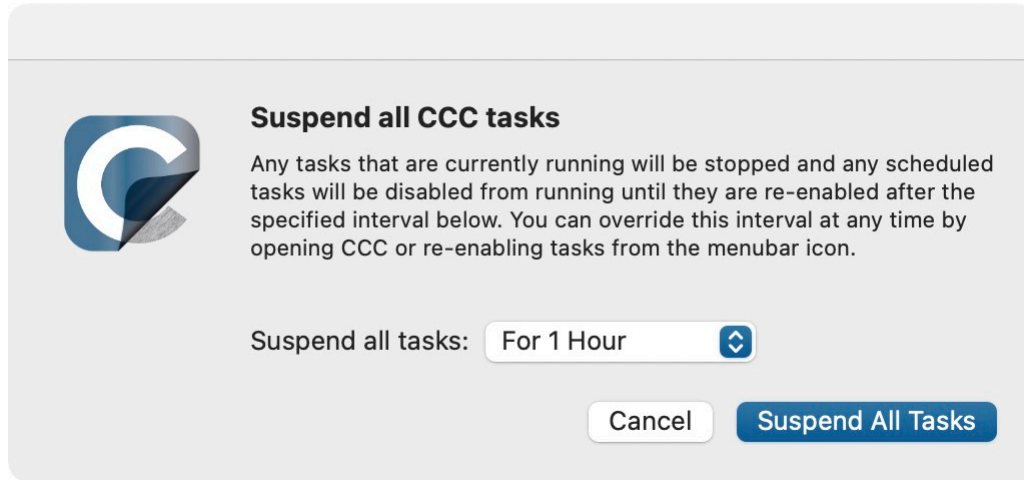 Suspend all CCC tasks
Any tasks that are currently running will be stopped and any scheduled
tasks will be disabled from running until they are re-enabled after the
specified interval below. You can override this interval at any time by
opening CCC or re-enabling tasks from the menubar icon.
Suspend all tasks: For 1 Hour
Cancel Suspend All Tasks